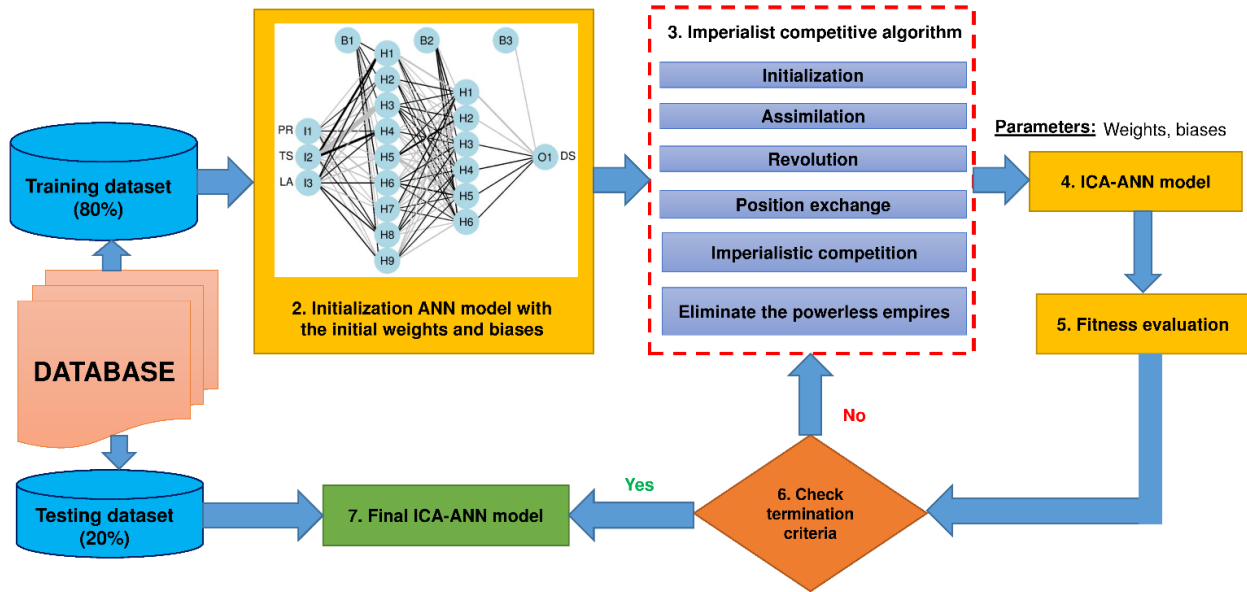 Training dataset
(80%)
DATABASE
Testing dataset
(20%)
B1
B2
B3
H1
H2
H3
H4
H5
H6
H7
H8
H9
H1
H2
H3
H4
H5
H6
PR
I1
TS
I2
LA
I3
O1
DS
2. Initialization ANN model with
the initial weights and biases
3. Imperialist competitive algorithm
Initialization
Assimilation
Revolution
Position exchange
Imperialistic competition
Eliminate the powerless empires
Parameters: Weights, biases
4. ICA-ANN model
5. Fitness evaluation
No
6. Check
termination
criteria
Yes
7. Final ICA-ANN model